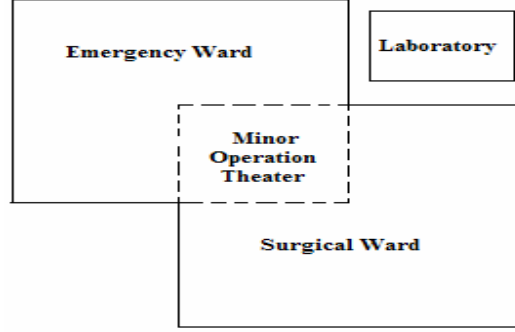 Emergency Ward
Laboratory
Minor
Operation
Theater
Surgical Ward